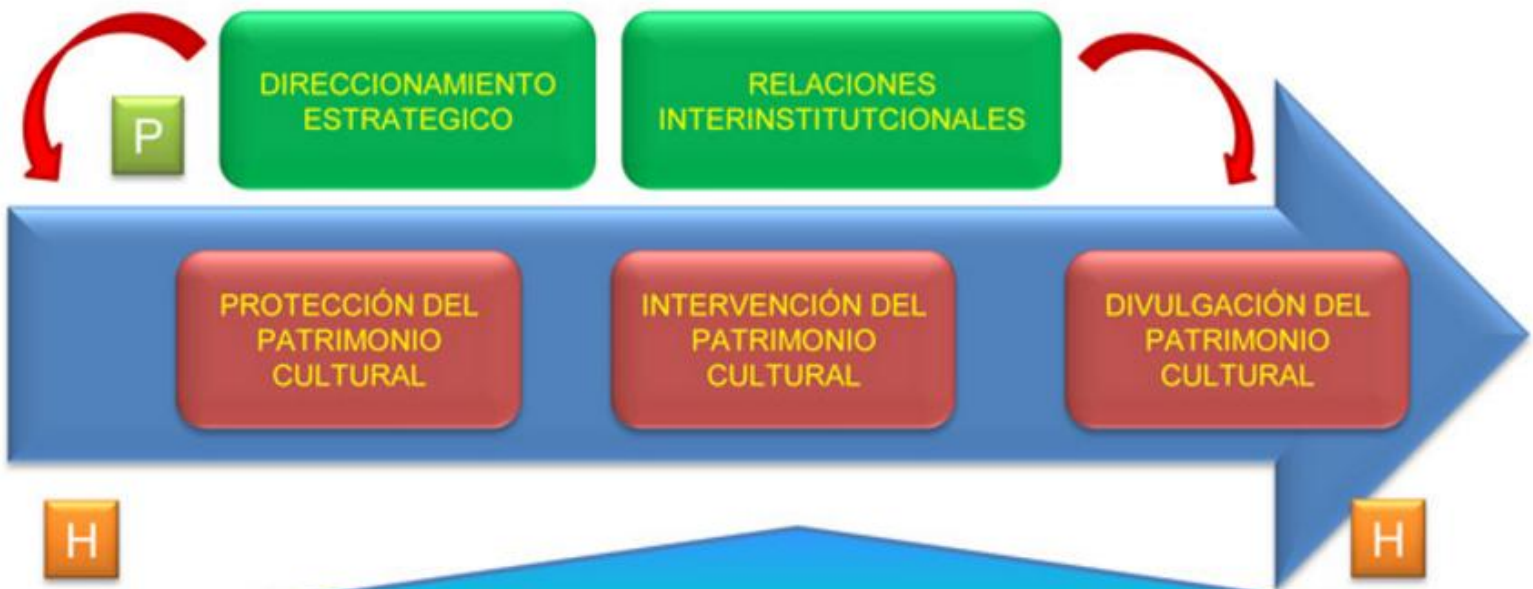 DIRECCIONAMIENTO
ESTRATEGICO
RELACIONES
INTERINSTITUTCIONALES
P
PROTECCIÓN DEL
PATRIMONIO
CULTURAL
INTERVENCIÓN DEL
PATRIMONIO
CULTURAL
DIVULGACIÓN DEL
PATRIMONIO
CULTURAL
H
H